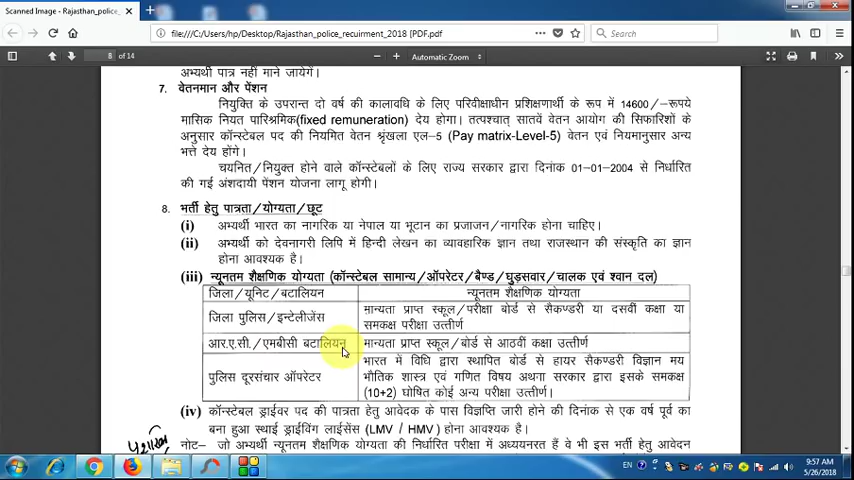 Scanned Image - Rajasthan_police_
file:///C:/Users/hp/Desktop/Rajasthan_police_recuirment_2018 [PDF.pdf
Search
8 of 14
Automatic Zoom
अभ्यर्थी पात्र नहीं माने जायेगें।
7. वेतनमान और पेंशन
नियुक्ति के उपरान्त दो वर्ष की कालावधि के लिए परिवीक्षाधीन प्रशिक्षणार्थी के रूप में 14600/-रूपये
मासिक नियत पारिश्रमिक(fixed remuneration) देय होगा। तत्पश्चात् सातवें वेतन आयोग की सिफारिशों के
अनुसार कॉन्स्टेबल पद की नियमित वेतन श्रृंखला एल-5 (Pay matrix-Level-5) वेतन एवं नियमानुसार अन्य
भत्ते देय होंगे।
चयनित/नियुक्त होने वाले कॉन्स्टेबलों के लिए राज्य सरकार द्वारा दिनांक 01-01-2004 से निर्धारित
की गई अंशदायी पेंशन योजना लागू होगी।
8. भर्ती हेतु पात्रता/योग्यता/छूट
(i) अभ्यर्थी भारत का नागरिक या नेपाल या भूटान का प्रजाजन/नागरिक होना चाहिए।
(ii) अभ्यर्थी को देवनागरी लिपि में हिन्दी लेखन का व्यावहारिक ज्ञान तथा राजस्थान की संस्कृति का ज्ञान
होना आवश्यक है।
(iii) न्यूनतम शैक्षणिक योग्यता (कॉन्स्टेबल सामान्य/ऑपरेटर/बैण्ड/घुड़सवार/चालक एवं श्वान दल)
जिला/यूनिट/बटालियन न्यूनतम शैक्षणिक योग्यता
जिला पुलिस/इन्टेलीजेंस मान्यता प्राप्त स्कूल/परीक्षा बोर्ड से सैकण्डरी या दसवीं कक्षा या
समकक्ष परीक्षा उत्तीर्ण
आर.ए.सी./एमबीसी बटालियन मान्यता प्राप्त स्कूल/बोर्ड से आठवीं कक्षा उत्तीर्ण
पुलिस दूरसंचार ऑपरेटर भारत में विधि द्वारा स्थापित बोर्ड से हायर सैकण्डरी विज्ञान मय
भौतिक शास्त्र एवं गणित विषय अथवा सरकार द्वारा इसके समकक्ष
(10+2) घोषित कोई अन्य परीक्षा उत्तीर्ण।
(iv) कॉन्स्टेबल ड्राईवर पद की पात्रता हेतु आवेदक के पास विज्ञप्ति जारी होने की दिनांक से एक वर्ष पूर्व का
बना हुआ स्थाई ड्राईविंग लाईसेंस (LMV / HMV) होना आवश्यक है।
नोट- जो अभ्यर्थी न्यूनतम शैक्षणिक योग्यता की निर्धारित परीक्षा में अध्ययनरत हैं वे भी इस भर्ती हेतु आवेदन
EN
9:57 AM
5/26/2018